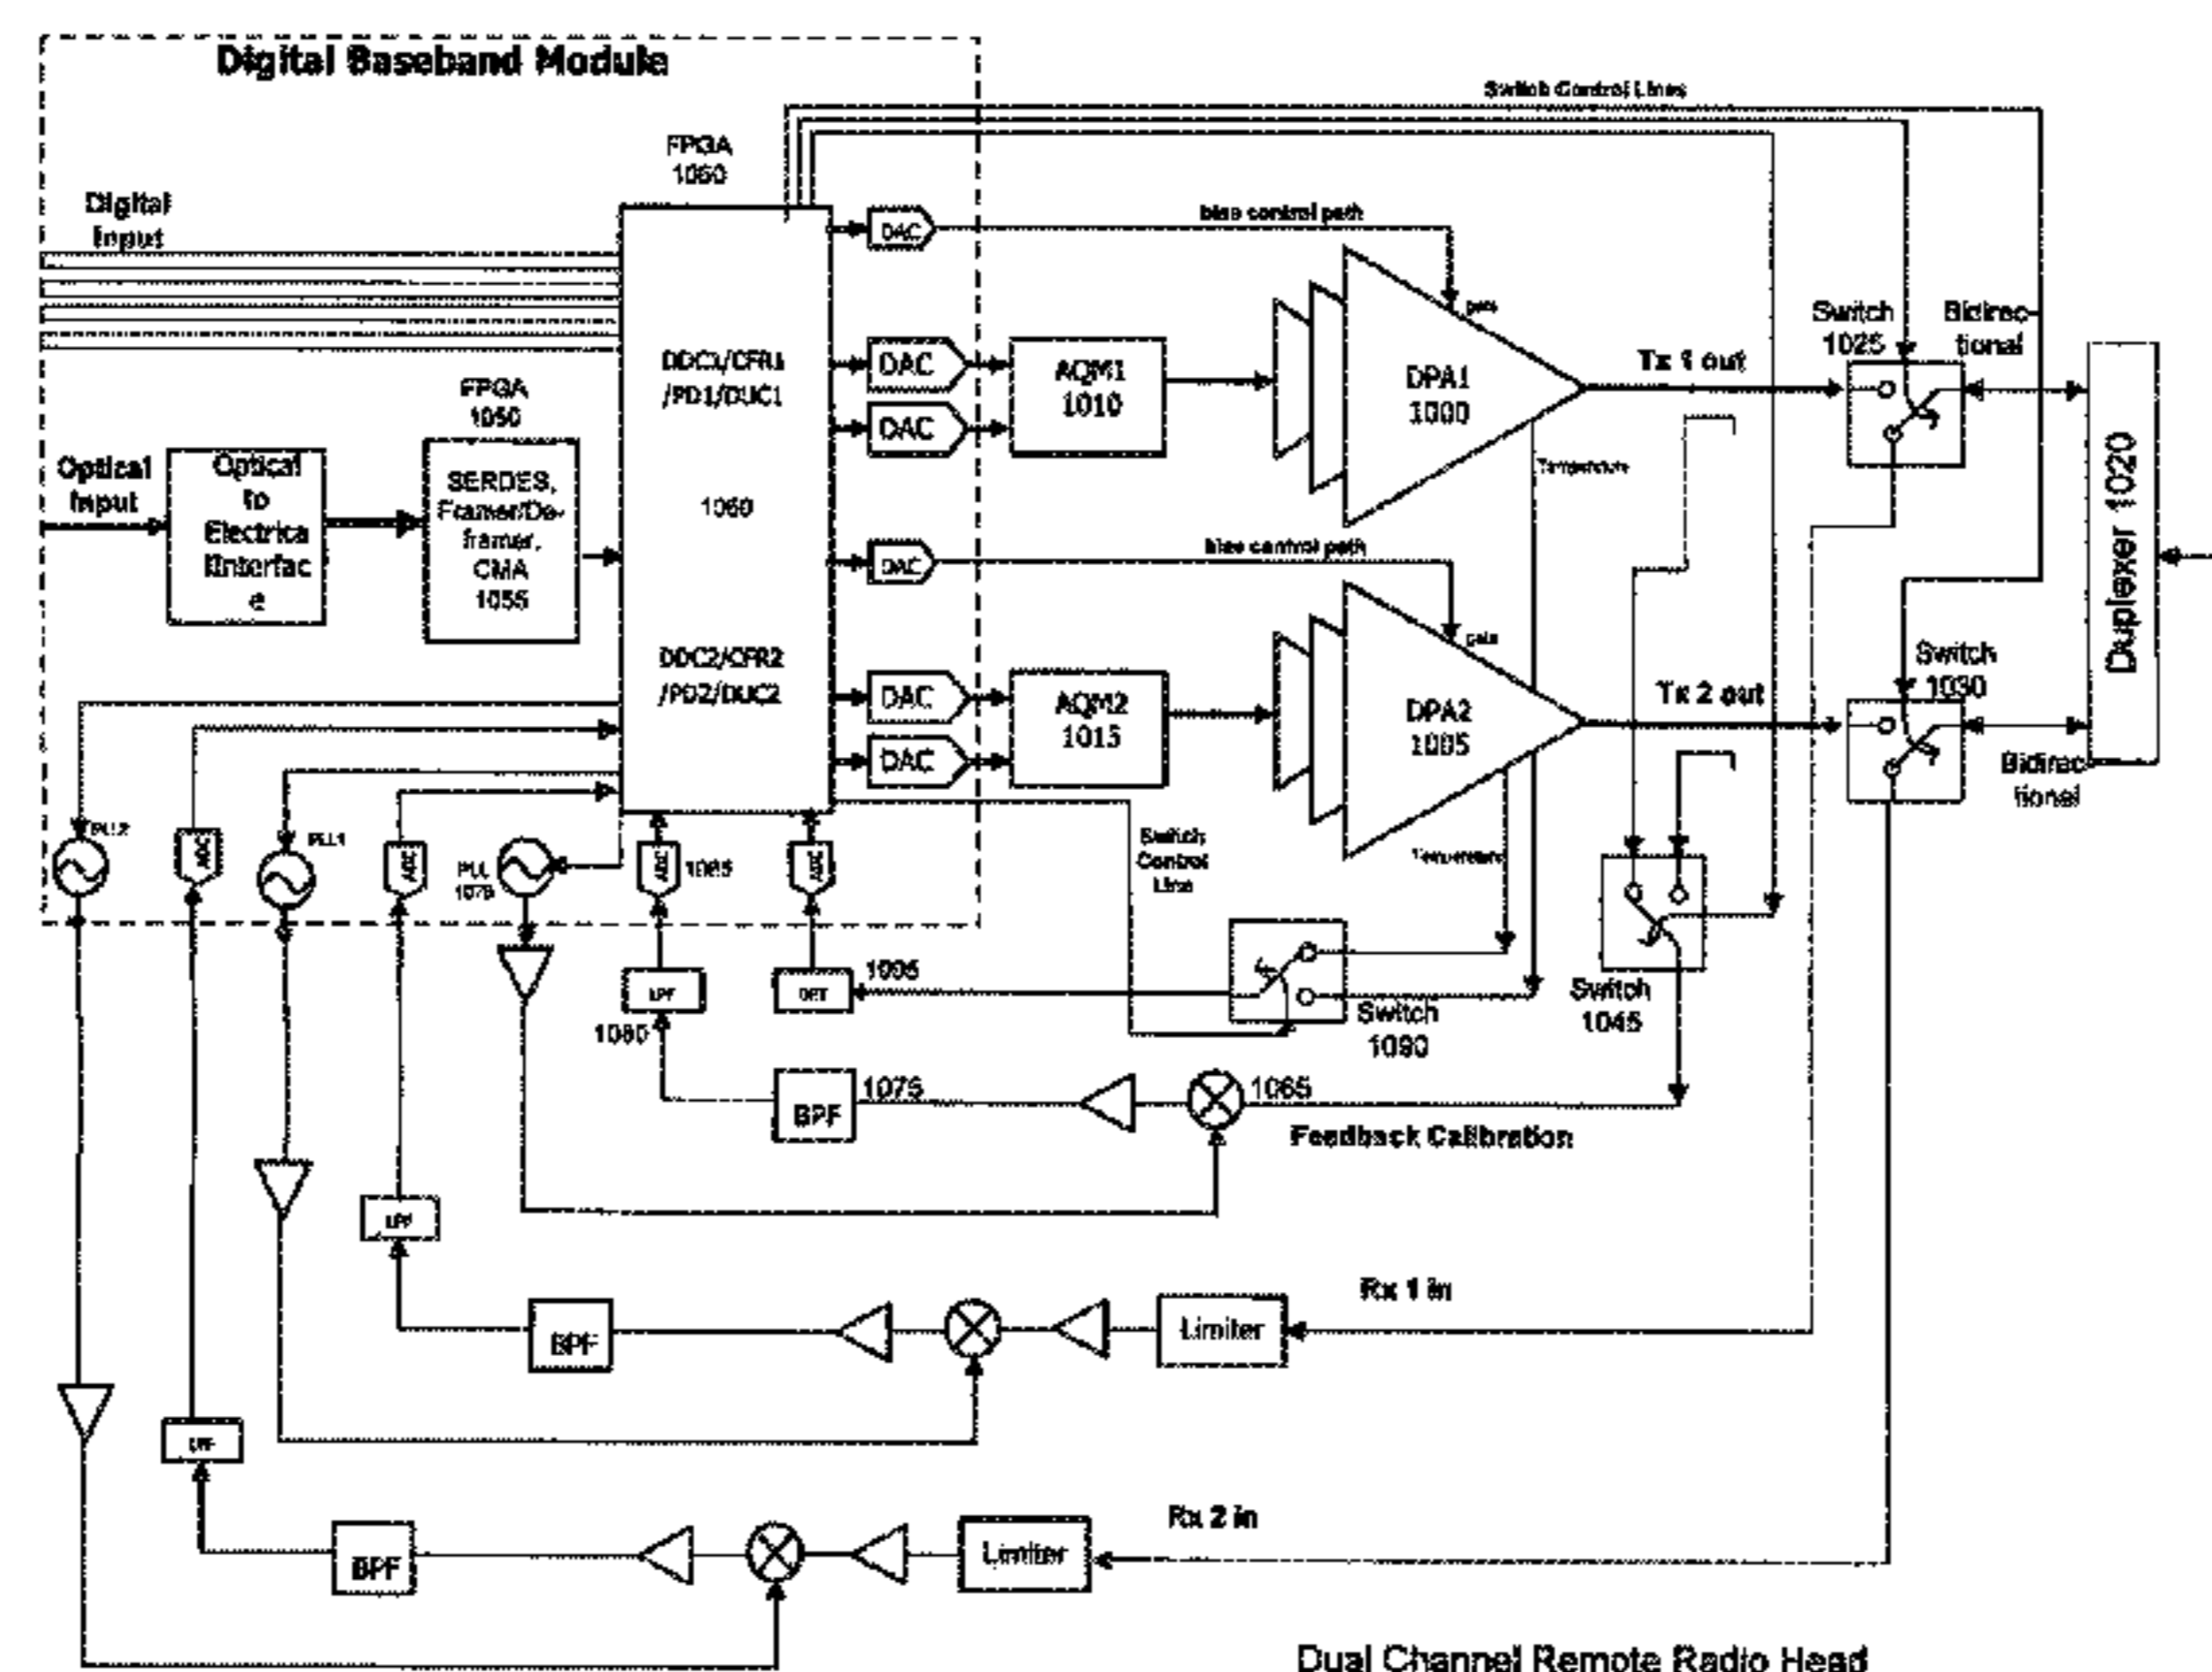 Digital Baseband Module
Switch Control Lines
FPGA
1060
Digital
Input
DAC
bias control path
gate
Switch
1025
Bidirec-
tional
DDC1/CFR1
/PD1/DUC1
DAC
AQM1
1010
DPA1
1000
Tx 1 out
DAC
FPGA
1050
Optical
Input
Optical
to
Electrica
lInterfac
e
SERDES,
Framer/De-
framer,
CMA
1055
1060
Temperature
Duplexer 1020
DAC
bias control path
gate
Switch
1030
DDC2/CFR2
/PD2/DUC2
DAC
AQM2
1015
DPA2
1005
Tx 2 out
DAC
Bidirec-
tional
PLL2
ADC
PLL1
ADC
PLL
ADC
1085
ADC
Switch
Control
Line
Temperature
LPF
1080
DET
1095
Switch
1090
Switch
1045
BPF
1075
1065
Feedback Calibration
LPF
BPF
Limiter
Rx 1 in
LPF
BPF
Limiter
Rx 2 in
Dual Channel Remote Radio Head